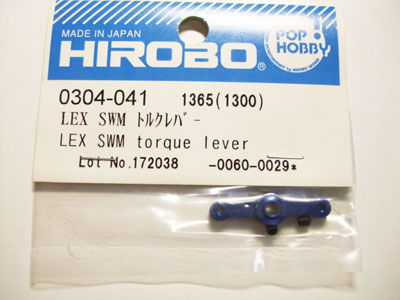 MADE IN JAPAN
HIROBO®
POP
HOBBY
0304-041 1365(1300)
LEX SWM ﾄﾙｸﾚﾊﾞｰ
LEX SWM torque lever
Lot No.172038 -0060-0029*